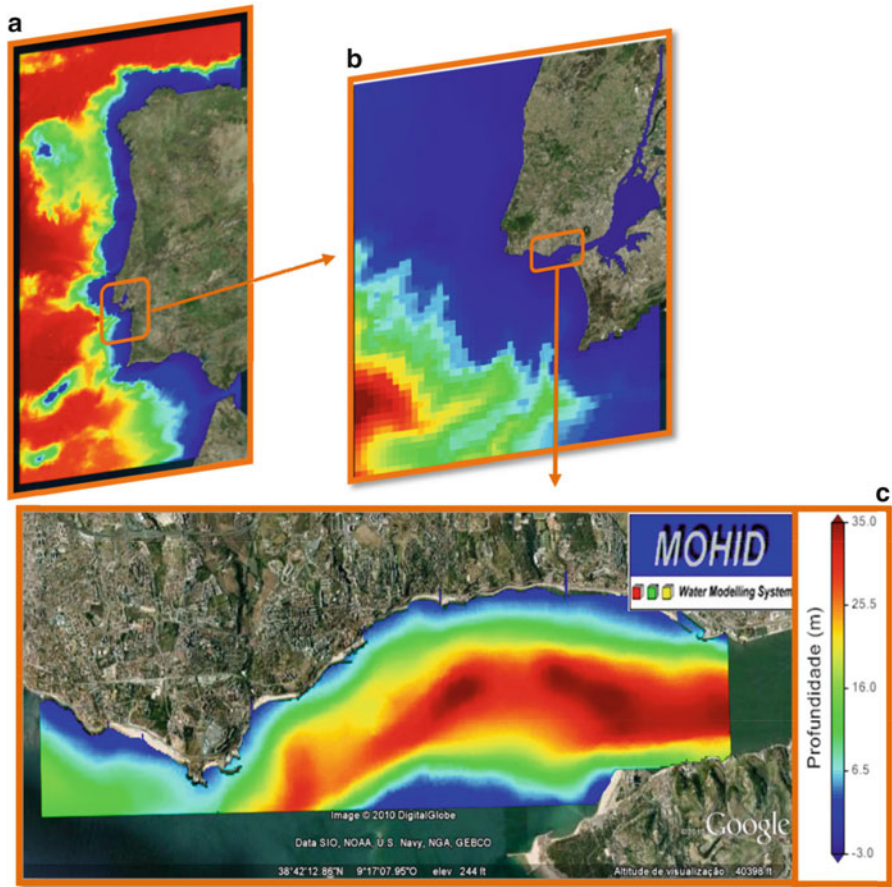 a
b
c
MOHID
Water Modelling System
35.0
25.5
16.0
6.5
-3.0
Profundidade (m)
Image © 2010 DigitalGlobe
Data SIO, NOAA, U.S. Navy, NGA, GEBCO
Google
38°42'12.86"N 9°17'07.95"O elev 244 ft
Altitude de visualização 40398 ft